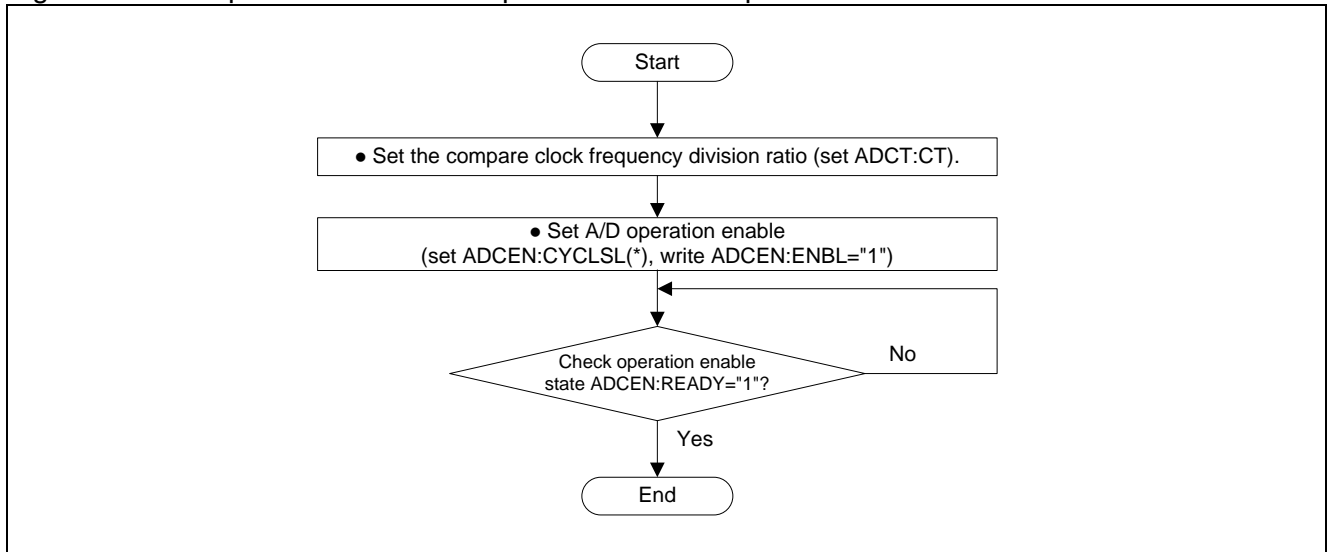 Start
● Set the compare clock frequency division ratio (set ADCT:CT).
● Set A/D operation enable
(set ADCEN:CYCLSL(*), write ADCEN:ENBL="1")
Check operation enable
state ADCEN:READY="1"?
No
Yes
End